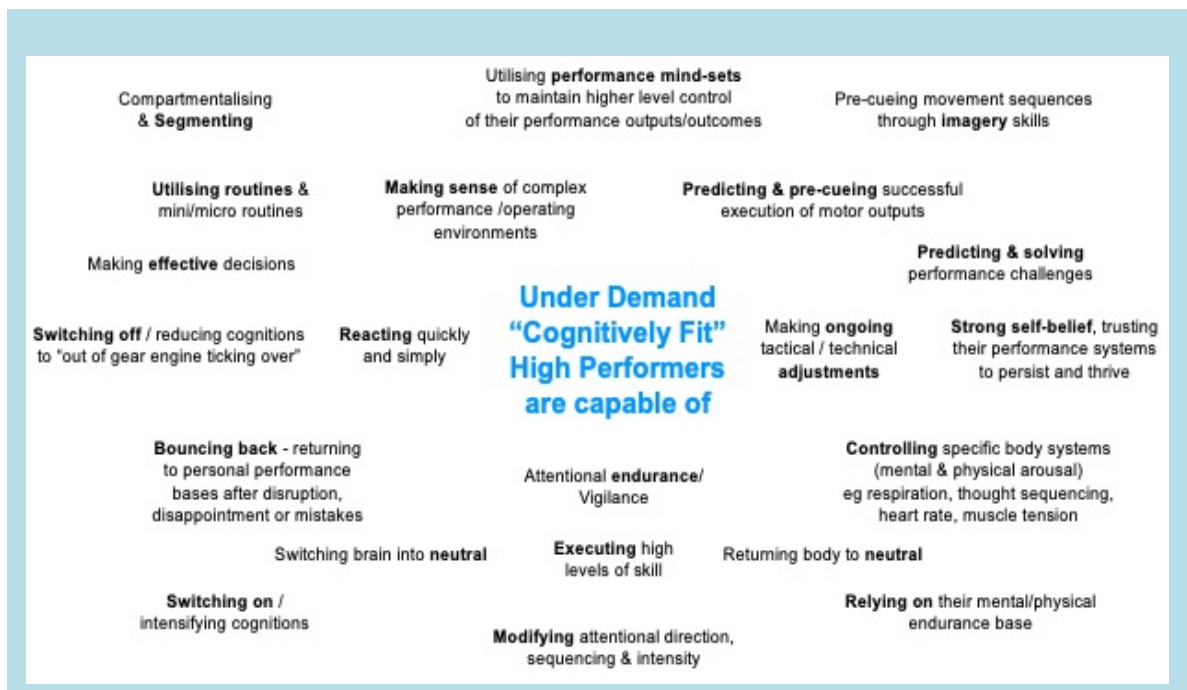 Compartmentalising
& Segmenting
Utilising performance mind-sets
to maintain higher level control
of their performance outputs/outcomes
Pre-cueing movement sequences
through imagery skills
Utilising routines &
mini/micro routines
Making sense of complex
performance /operating
environments
Predicting & pre-cueing successful
execution of motor outputs
Making effective decisions
Predicting & solving
performance challenges
Switching off / reducing cognitions
to “out of gear engine ticking over”
Reacting quickly
and simply
Under Demand
“Cognitively Fit”
High Performers
are capable of
Making ongoing
tactical / technical
adjustments
Strong self-belief, trusting
their performance systems
to persist and thrive
Bouncing back - returning
to personal performance
bases after disruption,
disappointment or mistakes
Attentional endurance/
Vigilance
Controlling specific body systems
(mental & physical arousal)
eg respiration, thought sequencing,
heart rate, muscle tension
Switching brain into neutral
Executing high
levels of skill
Returning body to neutral
Switching on /
intensifying cognitions
Modifying attentional direction,
sequencing & intensity
Relying on their mental/physical
endurance base